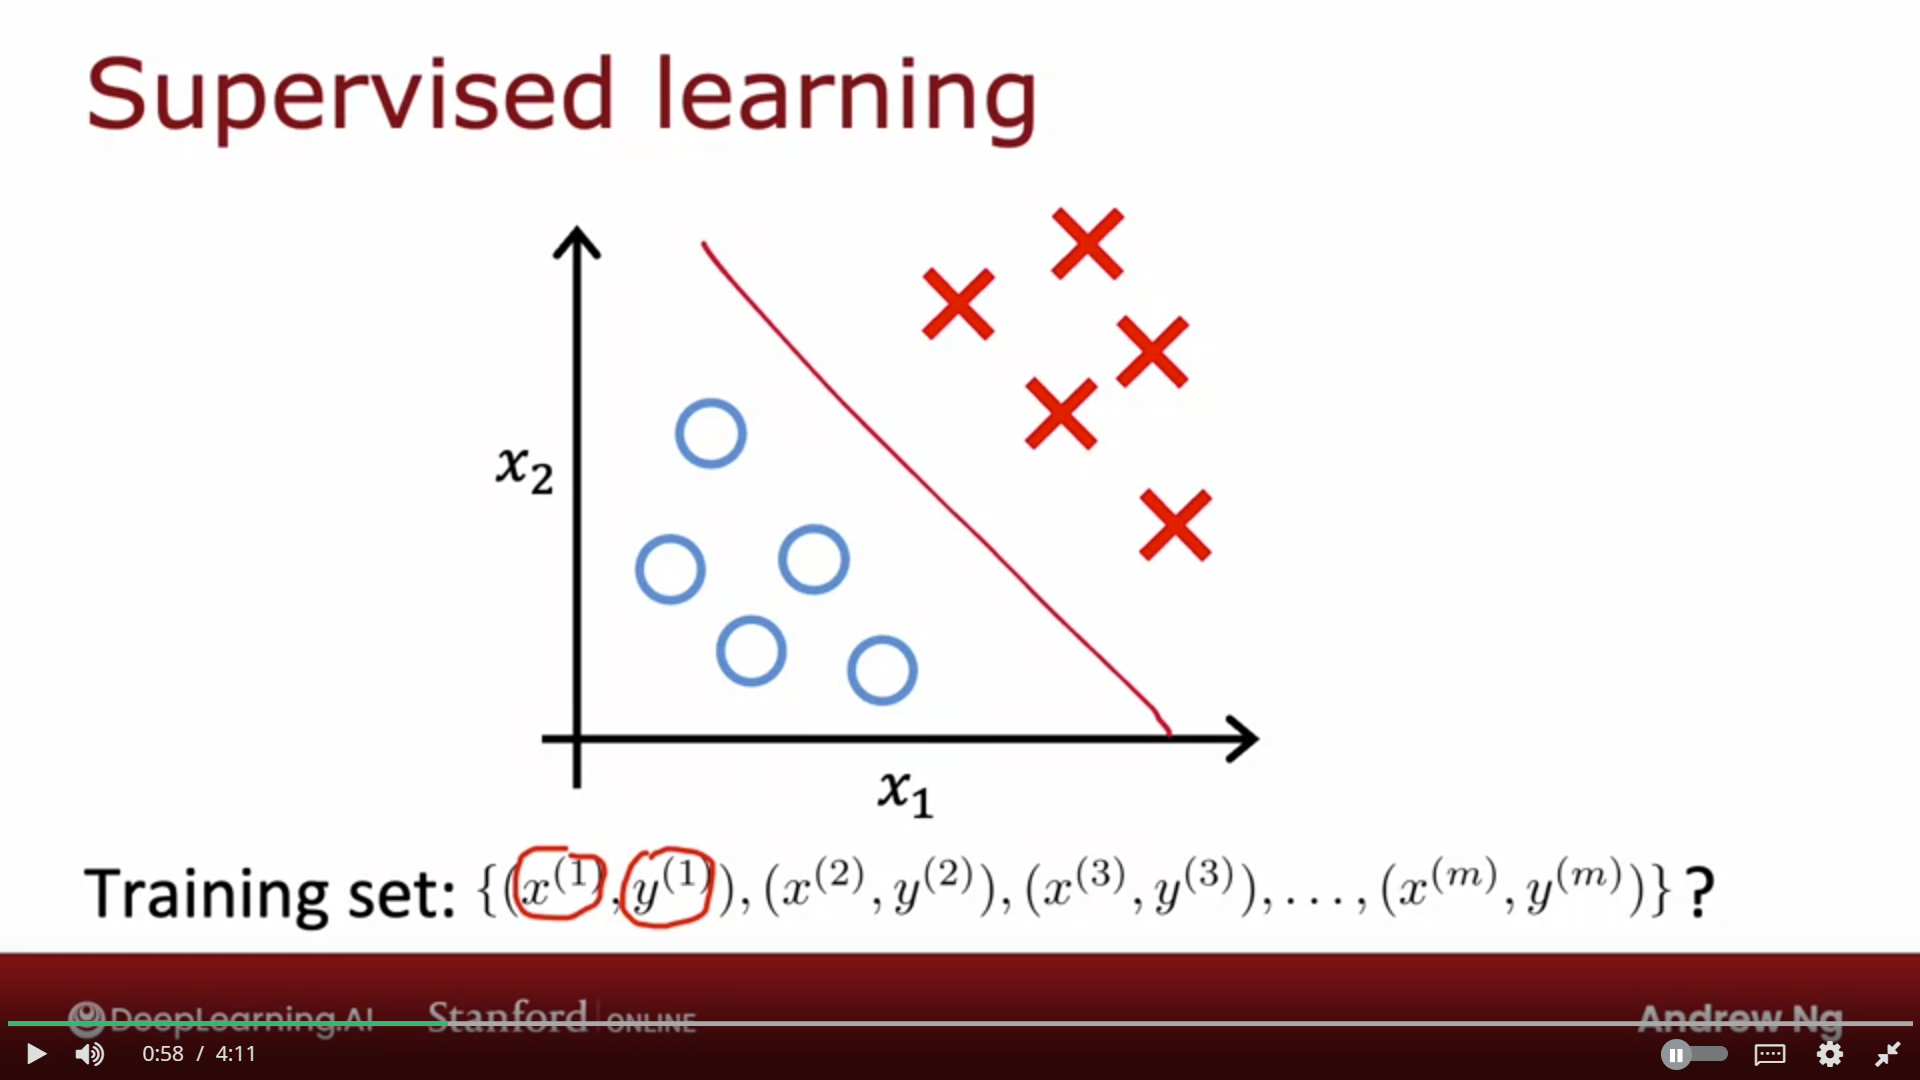 Supervised learning
x₂
x₁
Training set: {(x⁽¹⁾, y⁽¹⁾), (x⁽²⁾, y⁽²⁾), (x⁽³⁾, y⁽³⁾), . . . , (x⁽ᵐ⁾, y⁽ᵐ⁾)} ?
DeepLearning.AI Stanford | ONLINE Andrew Ng
0:58 / 4:11